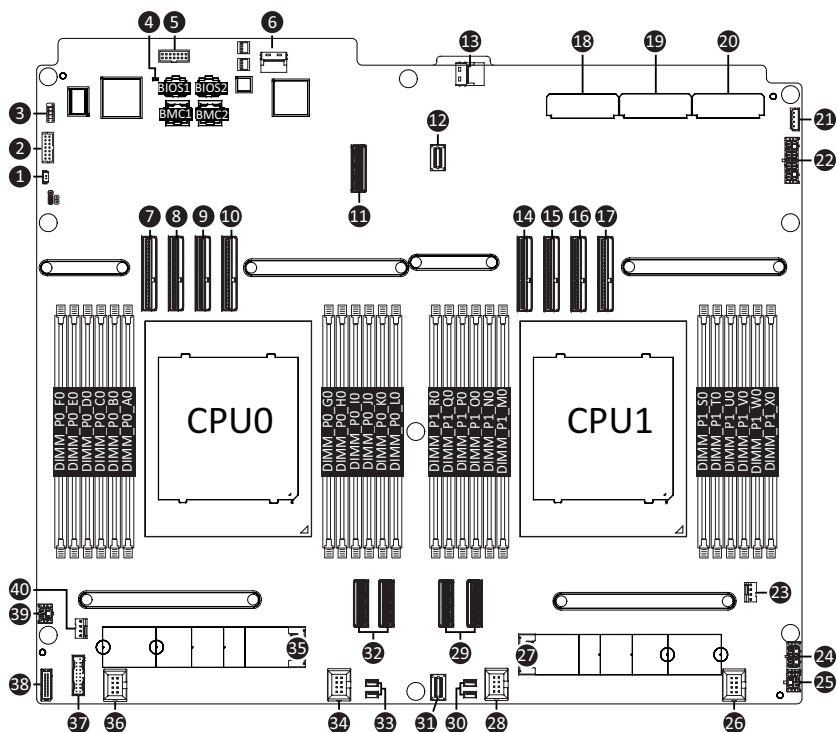 4 5 6
13
18 19 20
BIOS1 BIOS2
BMC1 BMC2
3
2
1
12
21
22
11
7 8 9 10
14 15 16 17
DIMM_P0_F0
DIMM_P0_E0
DIMM_P0_D0
DIMM_P0_C0
DIMM_P0_B0
DIMM_P0_A0
CPU0
DIMM_P0_G0
DIMM_P0_H0
DIMM_P0_I0
DIMM_P0_J0
DIMM_P0_K0
DIMM_P0_L0
DIMM_P1_R0
DIMM_P1_Q0
DIMM_P1_P0
DIMM_P1_O0
DIMM_P1_N0
DIMM_P1_M0
CPU1
DIMM_P1_S0
DIMM_P1_T0
DIMM_P1_U0
DIMM_P1_V0
DIMM_P1_W0
DIMM_P1_X0
40
39
23
32
29
35
27
24
25
38
37
36
34
33
31
30
28
26